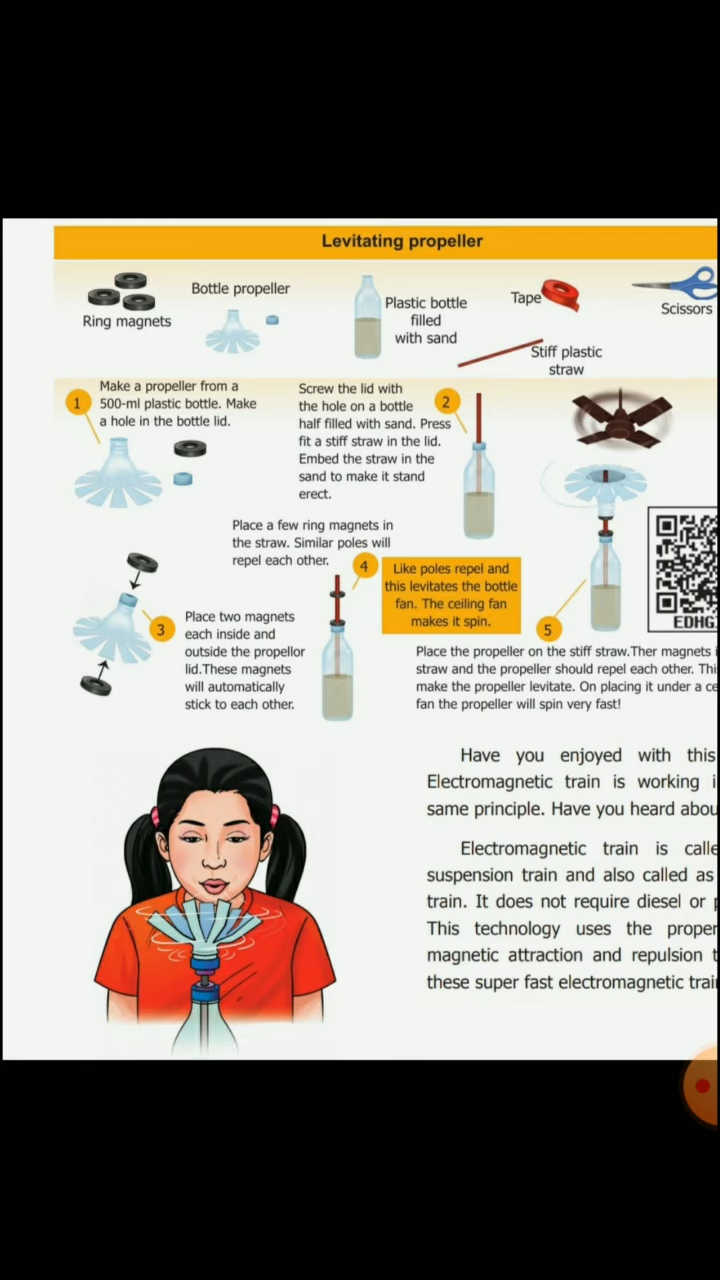 Levitating propeller
Ring magnets
Bottle propeller
Plastic bottle
filled
with sand
Tape
Stiff plastic
straw
Scissors
1
Make a propeller from a
500-ml plastic bottle. Make
a hole in the bottle lid.
Screw the lid with
the hole on a bottle
half filled with sand. Press
fit a stiff straw in the lid.
Embed the straw in the
sand to make it stand
erect.
2
3
Place two magnets
each inside and
outside the propellor
lid.These magnets
will automatically
stick to each other.
Place a few ring magnets in
the straw. Similar poles will
repel each other.
4
Like poles repel and
this levitates the bottle
fan. The ceiling fan
makes it spin.
5
Place the propeller on the stiff straw.Ther magnets
straw and the propeller should repel each other.
make the propeller levitate. On placing it under a
fan the propeller will spin very fast!
Have you enjoyed with this
Electromagnetic train is working
same principle. Have you heard
Electromagnetic train is
suspension train and also called as
train. It does not require diesel or
This technology uses the
magnetic attraction and repulsion
these super fast electromagnetic